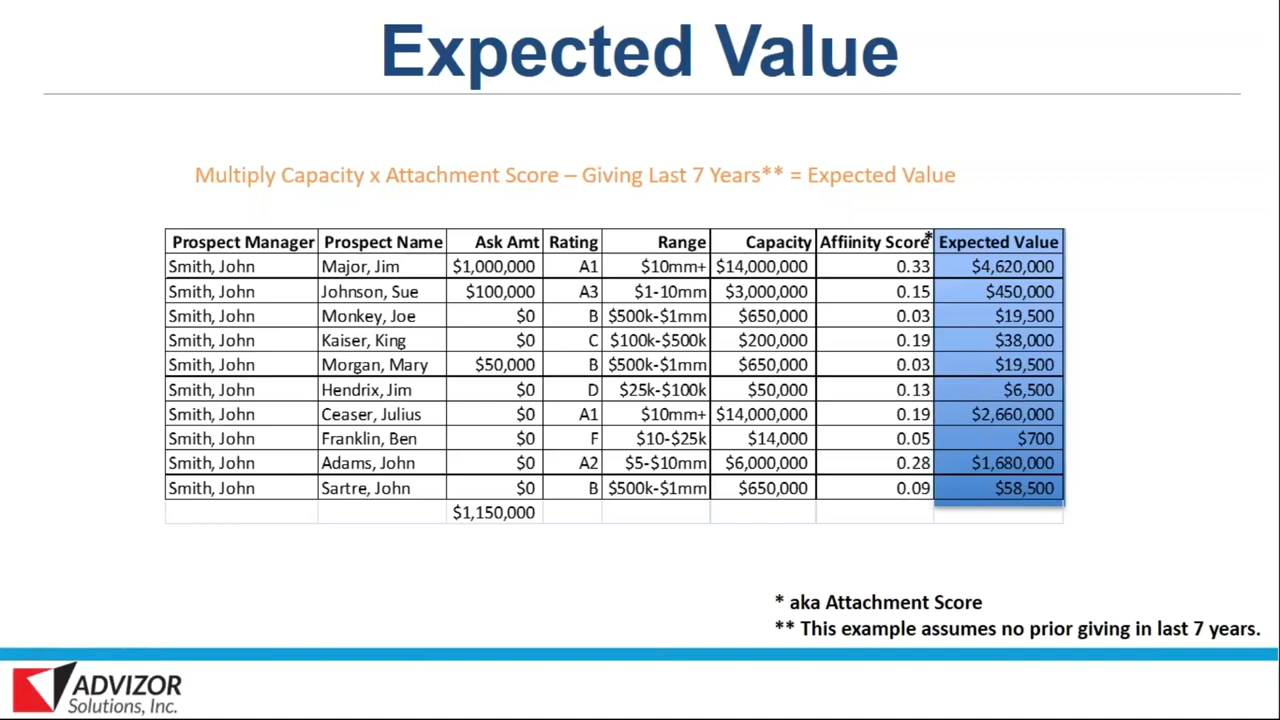 Expected Value
Multiply Capacity x Attachment Score – Giving Last 7 Years** = Expected Value
Prospect Manager Prospect Name Ask Amt Rating Range Capacity Affiinity Score* Expected Value
Smith, John Major, Jim $1,000,000 A1 $10mm+ $14,000,000 0.33 $4,620,000
Smith, John Johnson, Sue $100,000 A3 $1-10mm $3,000,000 0.15 $450,000
Smith, John Monkey, Joe $0 B $500k-$1mm $650,000 0.03 $19,500
Smith, John Kaiser, King $0 C $100k-$500k $200,000 0.19 $38,000
Smith, John Morgan, Mary $50,000 B $500k-$1mm $650,000 0.03 $19,500
Smith, John Hendrix, Jim $0 D $25k-$100k $50,000 0.13 $6,500
Smith, John Ceaser, Julius $0 A1 $10mm+ $14,000,000 0.19 $2,660,000
Smith, John Franklin, Ben $0 F $10-$25k $14,000 0.05 $700
Smith, John Adams, John $0 A2 $5-$10mm $6,000,000 0.28 $1,680,000
Smith, John Sartre, John $0 B $500k-$1mm $650,000 0.09 $58,500
$1,150,000
* aka Attachment Score
** This example assumes no prior giving in last 7 years.
ADVIZOR
Solutions, Inc.